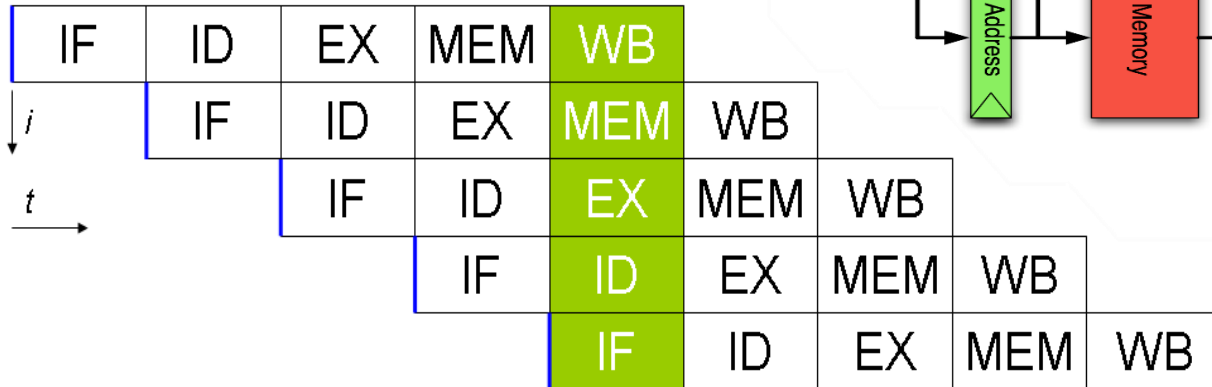 IF ID EX MEM WB
IF ID EX MEM WB
IF ID EX MEM WB
IF ID EX MEM WB
IF ID EX MEM WB
i
t
Address
Memory